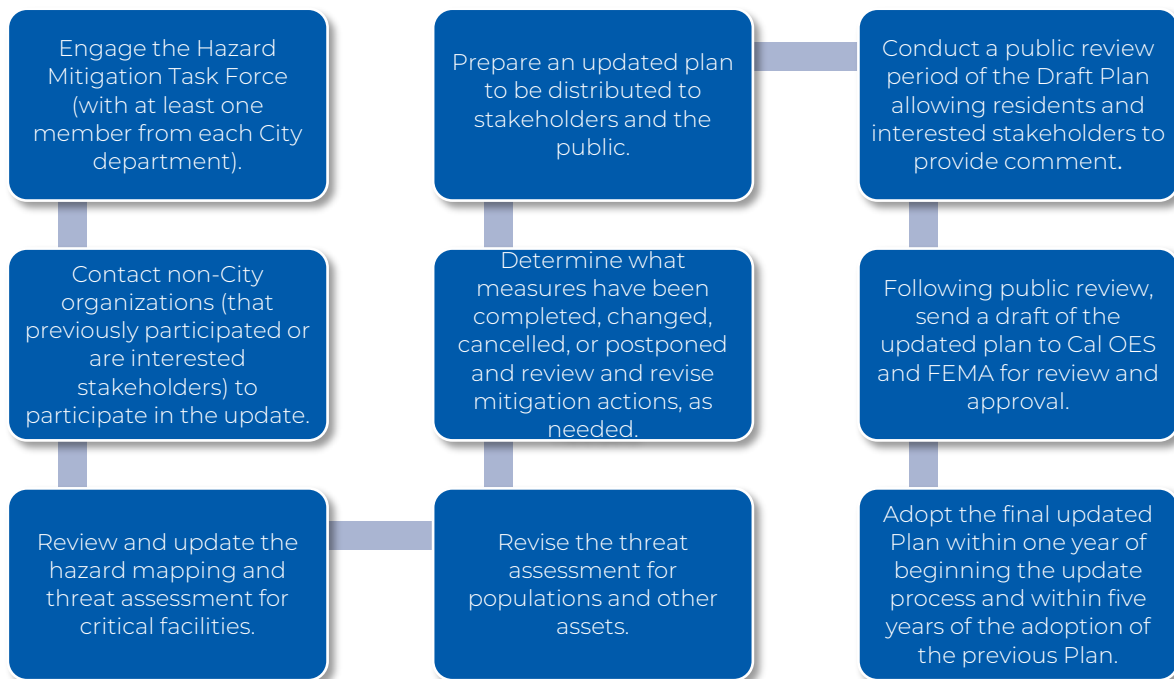 Engage the Hazard
Mitigation Task Force
(with at least one
member from each City
department).
Contact non-City
organizations (that
previously participated or
are interested
stakeholders) to
participate in the update.
Review and update the
hazard mapping and
threat assessment for
critical facilities.
Revise the threat
assessment for
populations and other
assets.
Determine what
measures have been
completed, changed,
cancelled, or postponed
and review and revise
mitigation actions, as
needed.
Prepare an updated plan
to be distributed to
stakeholders and the
public.
Conduct a public review
period of the Draft Plan
allowing residents and
interested stakeholders to
provide comment.
Following public review,
send a draft of the
updated plan to Cal OES
and FEMA for review and
approval.
Adopt the final updated
Plan within one year of
beginning the update
process and within five
years of the adoption of
the previous Plan.